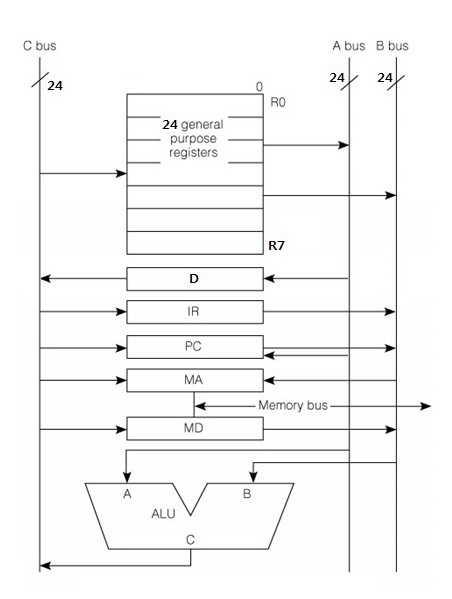 C bus
A bus
B bus
24
24
24
0
R0
24 general
purpose
registers
R7
D
IR
PC
MA
Memory bus
MD
A
B
ALU
C